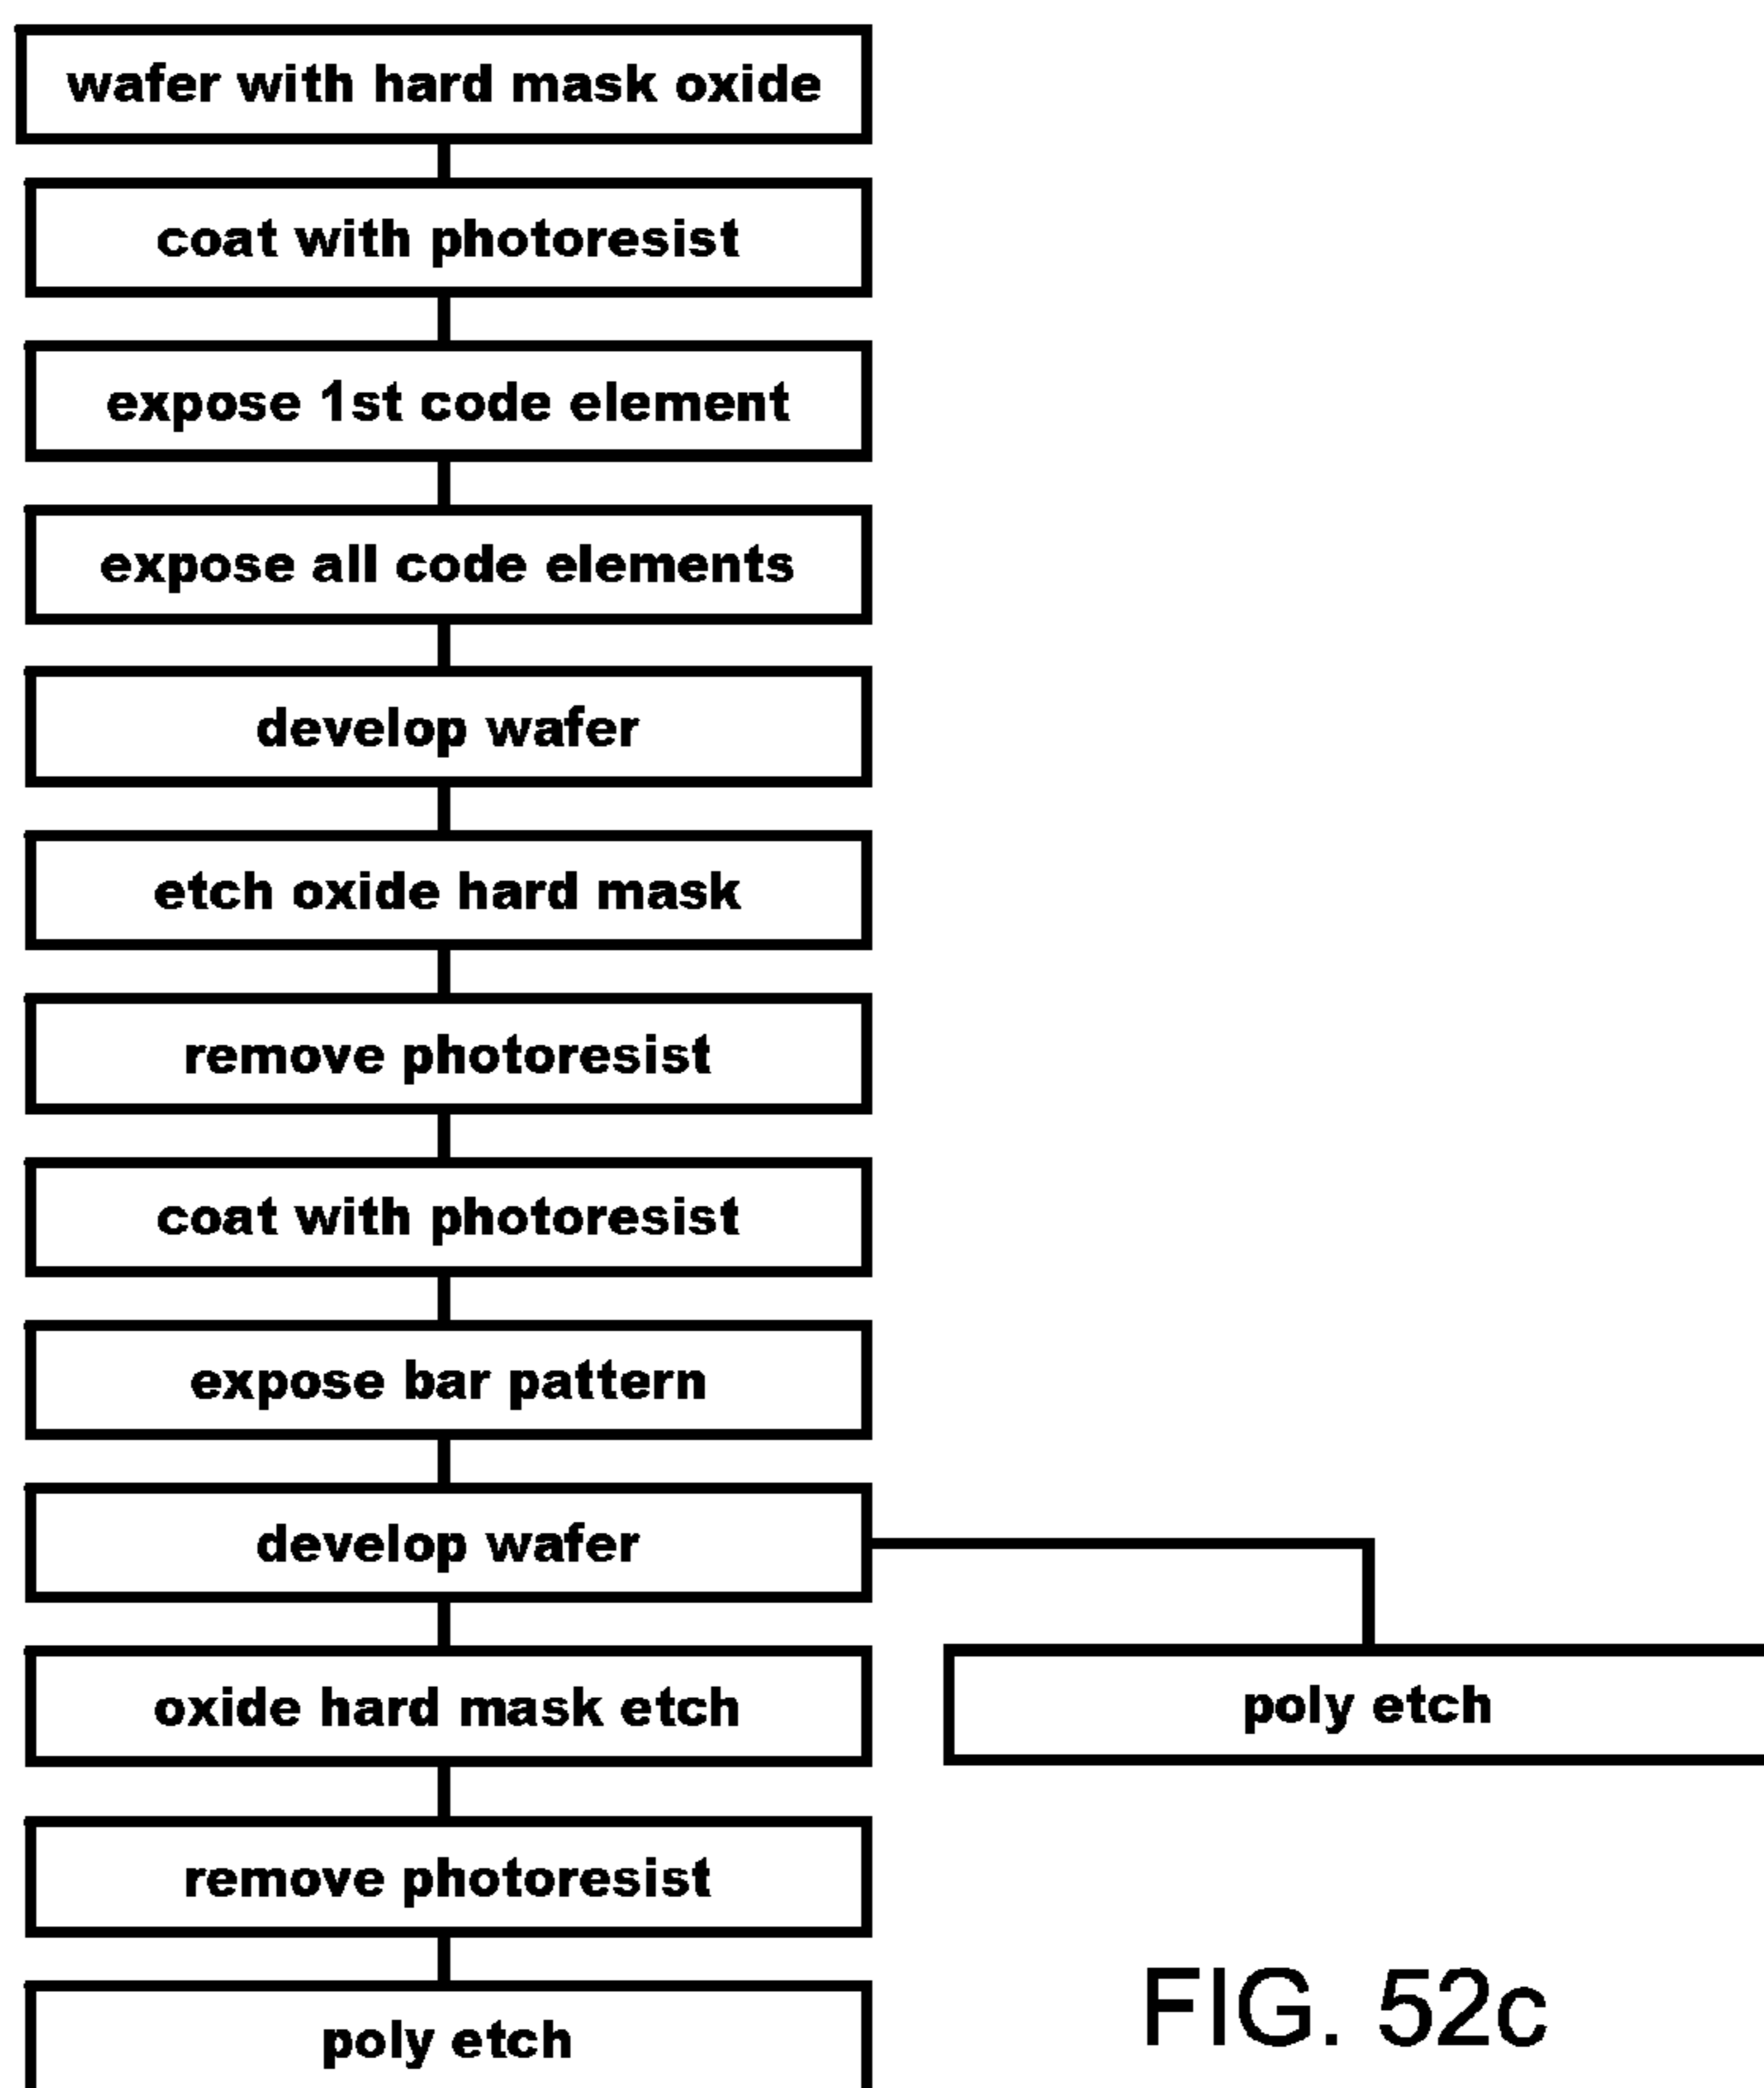 wafer with hard mask oxide
coat with photoresist
expose 1st code element
expose all code elements
develop wafer
etch oxide hard mask
remove photoresist
coat with photoresist
expose bar pattern
develop wafer
oxide hard mask etch
poly etch
remove photoresist
poly etch
FIG. 52c